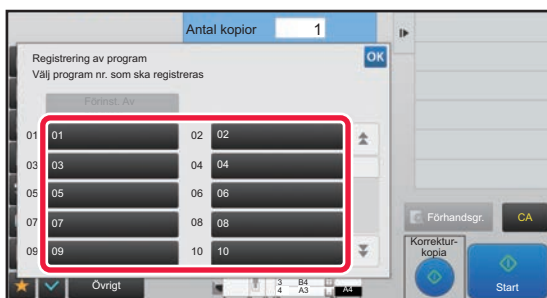 Antal kopior 1
Registrering av program
OK
Välj program nr. som ska registreras
Förinst. Av
01 01 02 02
03 03 04 04
05 05 06 06
07 07 08 08
09 09 10 10
Förhandsgr. CA
Korrektur-
kopia
Start
Övrigt
3 B4
4 A3
A4